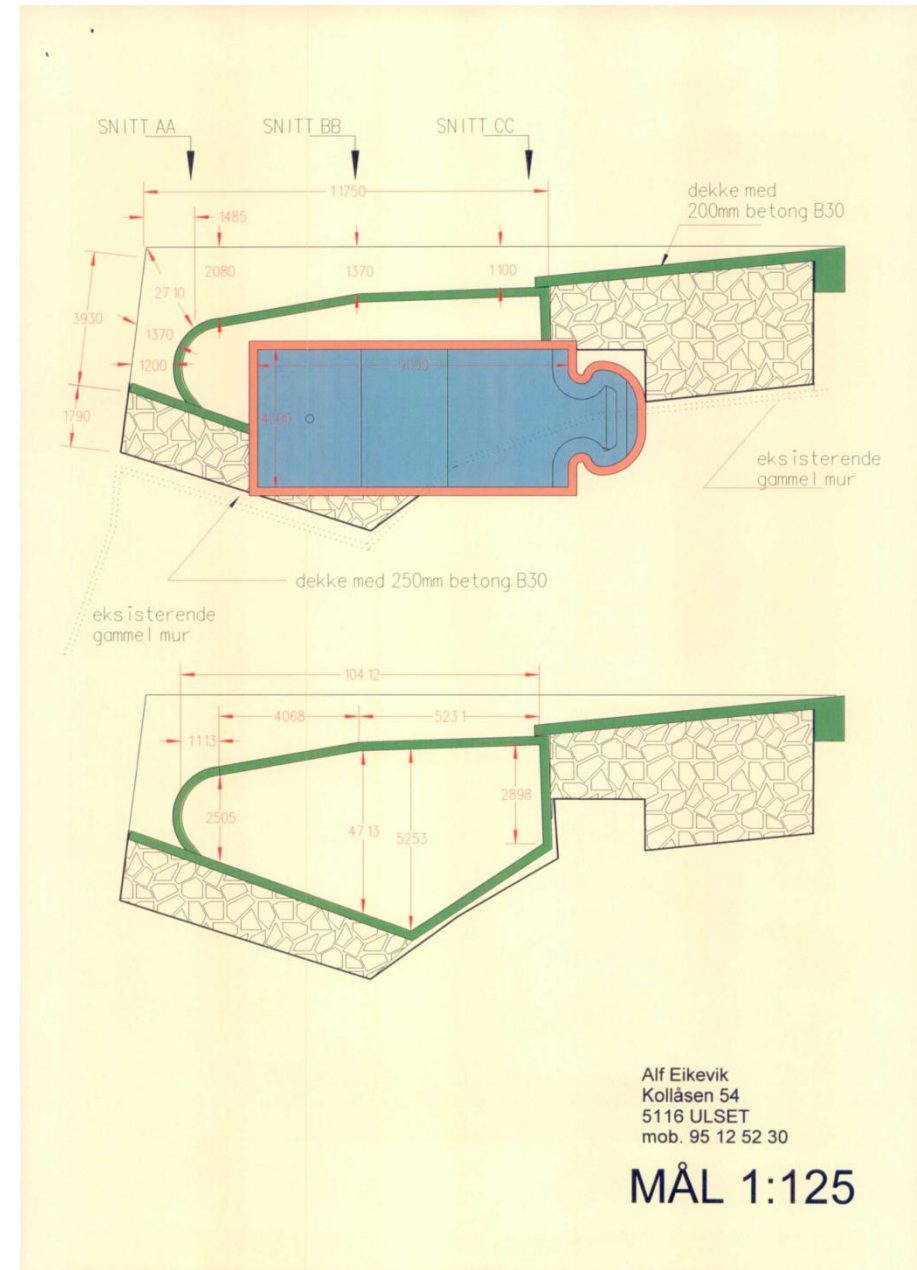 SNITT AA
SNITT BB
SNITT CC
11750
dekke med
200mm betong B30
1485
2080
1370
1100
2710
3930
1370
1200
9000
1790
4000
eksisterende
gammel mur
dekke med 250mm betong B30
eksisterende
gammel mur
10412
4068
5231
1113
2898
2505
4713
5253
Alf Eikevik
Kollåsen 54
5116 ULSET
mob. 95 12 52 30
MÅL 1:125